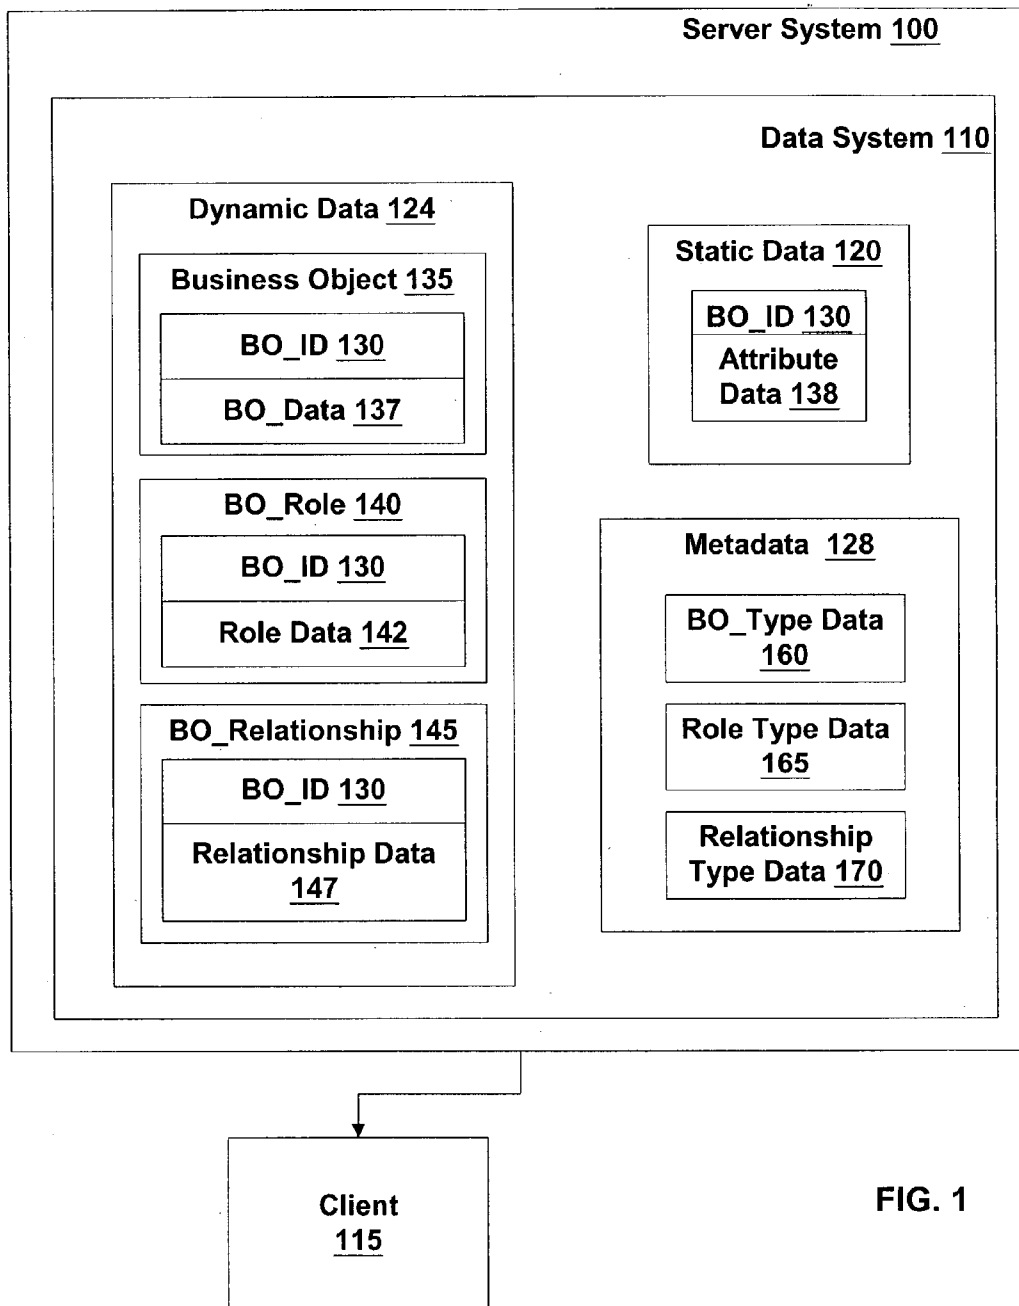 Server System 100
Data System 110
Dynamic Data 124
Business Object 135
BO_ID 130
BO_Data 137
BO_Role 140
BO_ID 130
Role Data 142
BO_Relationship 145
BO_ID 130
Relationship Data
147
Static Data 120
BO_ID 130
Attribute
Data 138
Metadata 128
BO_Type Data
160
Role Type Data
165
Relationship
Type Data 170
Client
115
FIG. 1